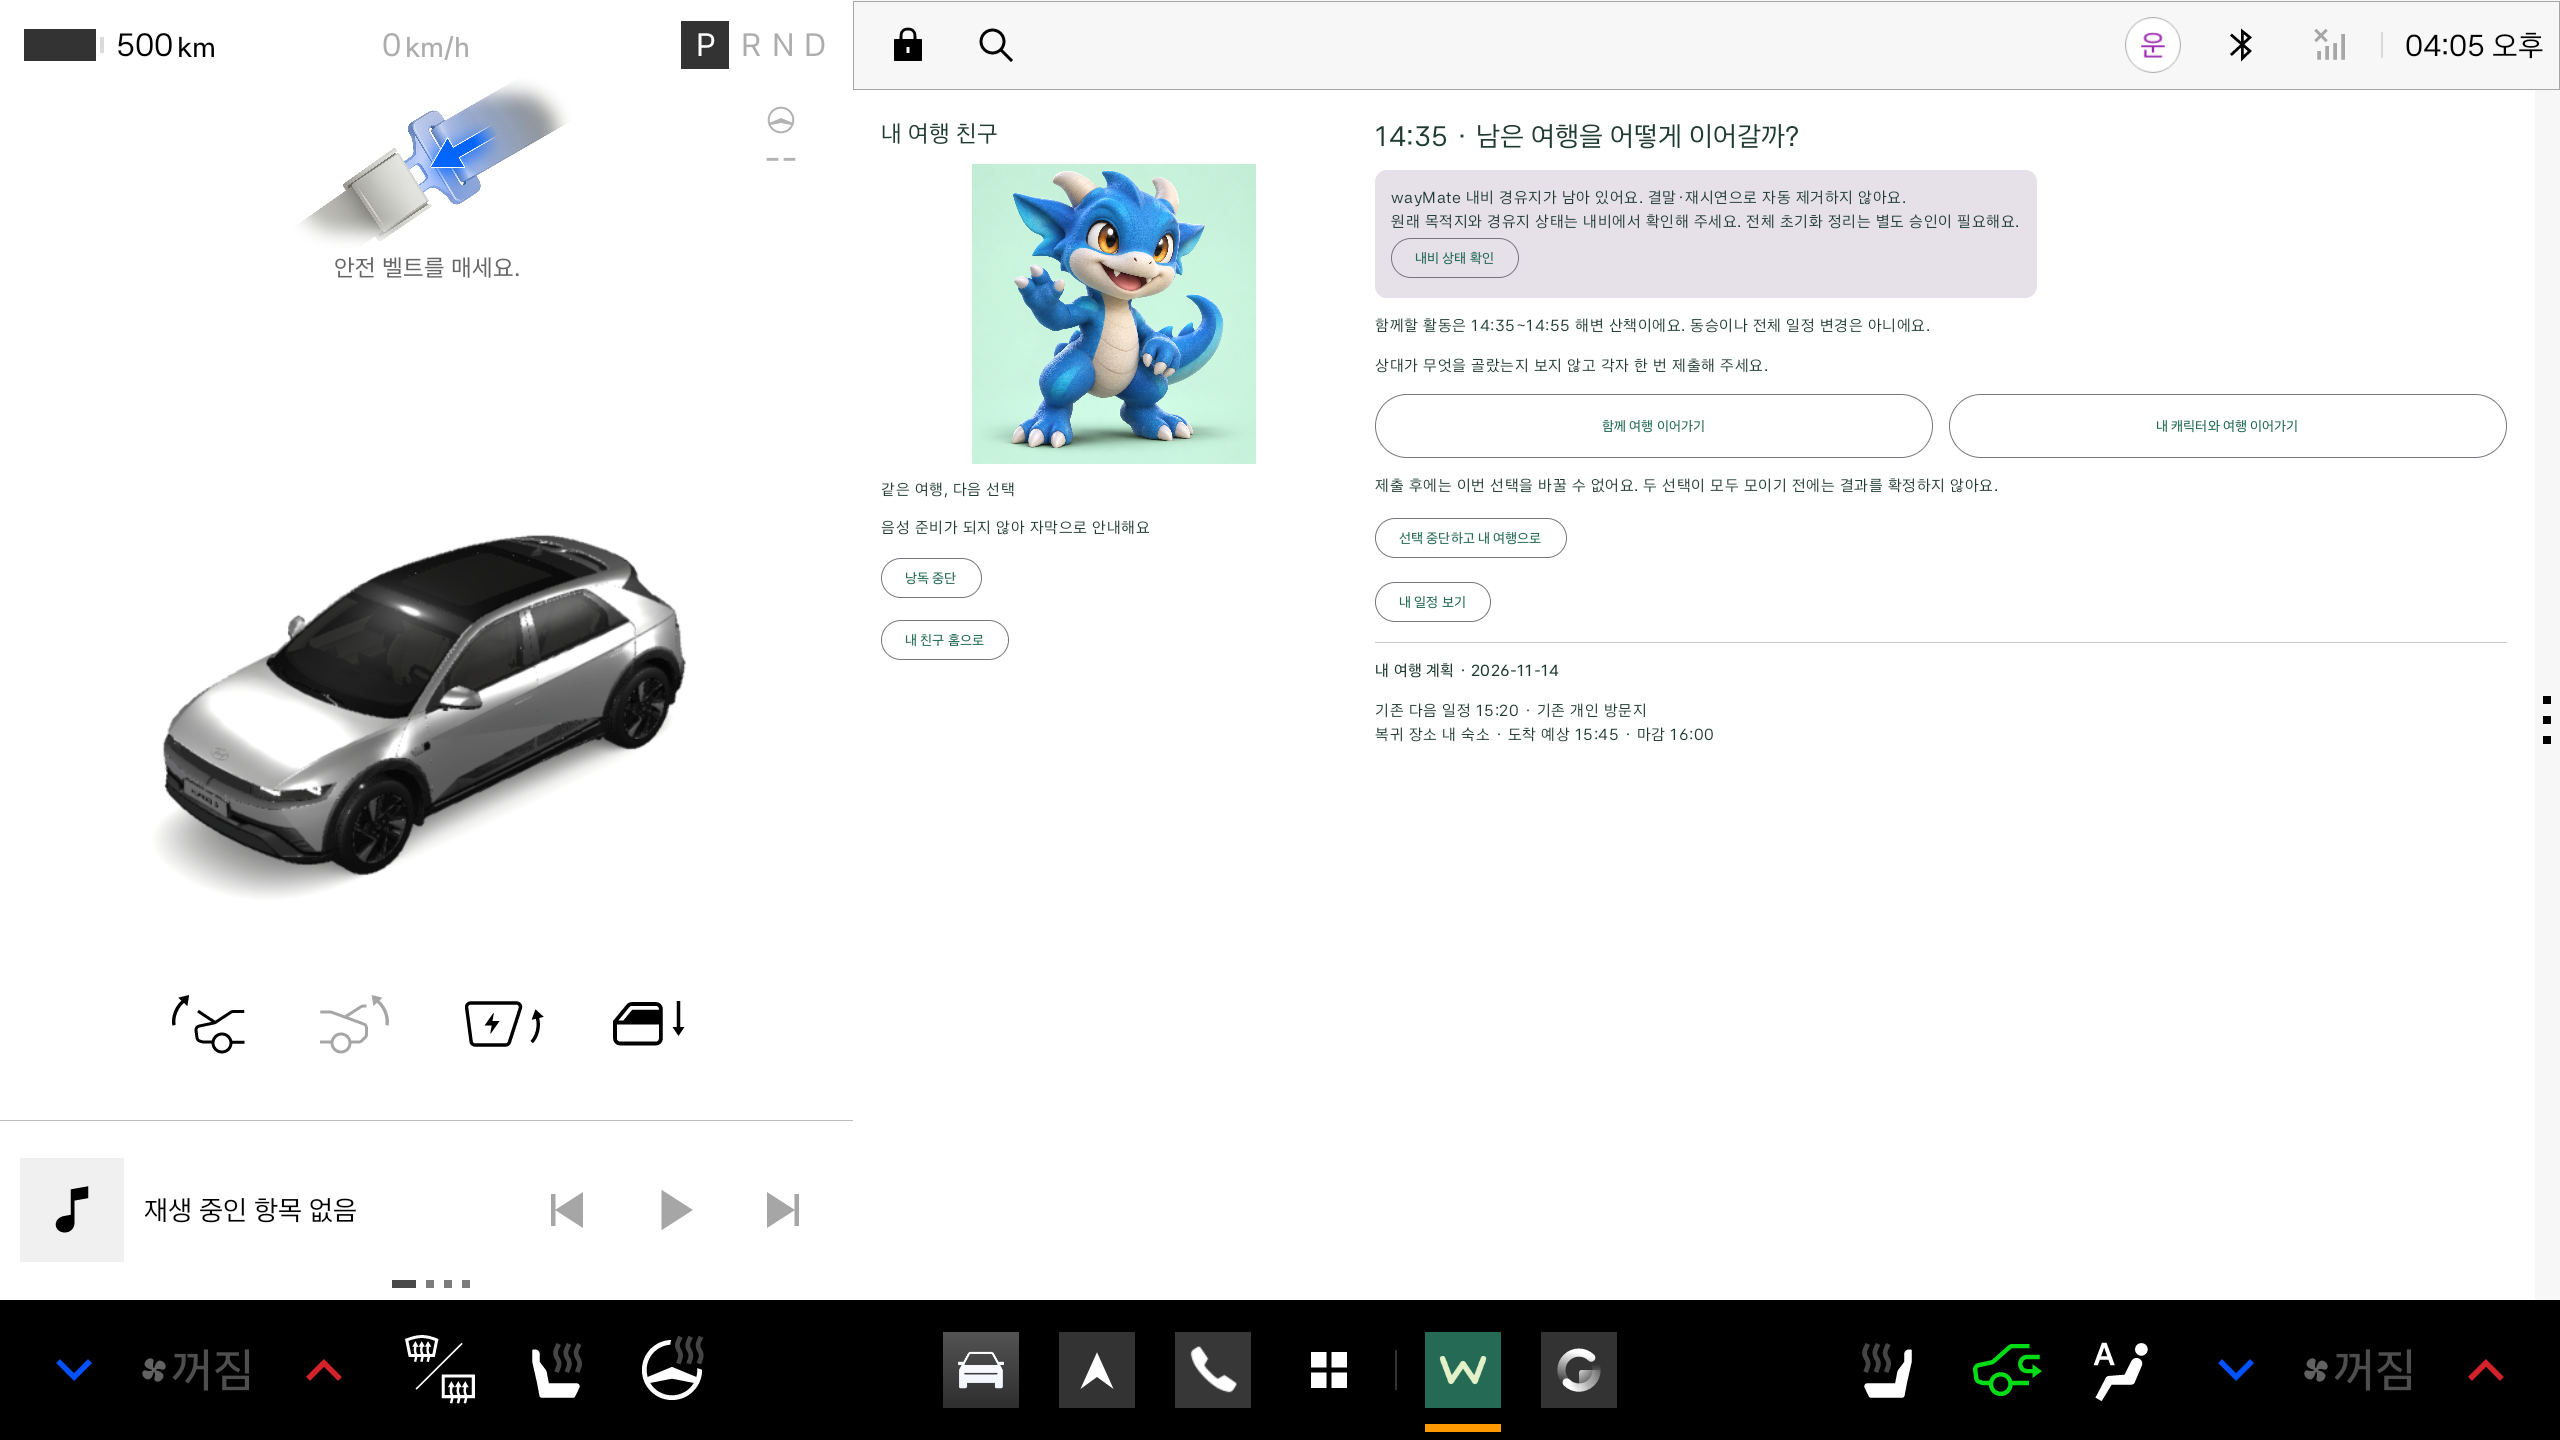 500 km
0 km/h
P R N D
운
04:05 오후
안전 벨트를 매세요.
재생 중인 항목 없음
내 여행 친구
같은 여행, 다음 선택
음성 준비가 되지 않아 자막으로 안내해요
낭독 중단
내 친구 홈으로
14:35 · 남은 여행을 어떻게 이어갈까?
wayMate 내비 경유지가 남아 있어요. 결말·재시연으로 자동 제거하지 않아요.
원래 목적지와 경유지 상태는 내비에서 확인해 주세요. 전체 초기화 정리는 별도 승인이 필요해요.
내비 상태 확인
함께할 활동은 14:35~14:55 해변 산책이에요. 동승이나 전체 일정 변경은 아니에요.
상대가 무엇을 골랐는지 보지 않고 각자 한 번 제출해 주세요.
함께 여행 이어가기
내 캐릭터와 여행 이어가기
제출 후에는 이번 선택을 바꿀 수 없어요. 두 선택이 모두 모이기 전에는 결과를 확정하지 않아요.
선택 중단하고 내 여행으로
내 일정 보기
내 여행 계획 · 2026-11-14
기존 다음 일정 15:20 · 기존 개인 방문지
복귀 장소 내 숙소 · 도착 예상 15:45 · 마감 16:00
꺼짐
W
G
A
꺼짐